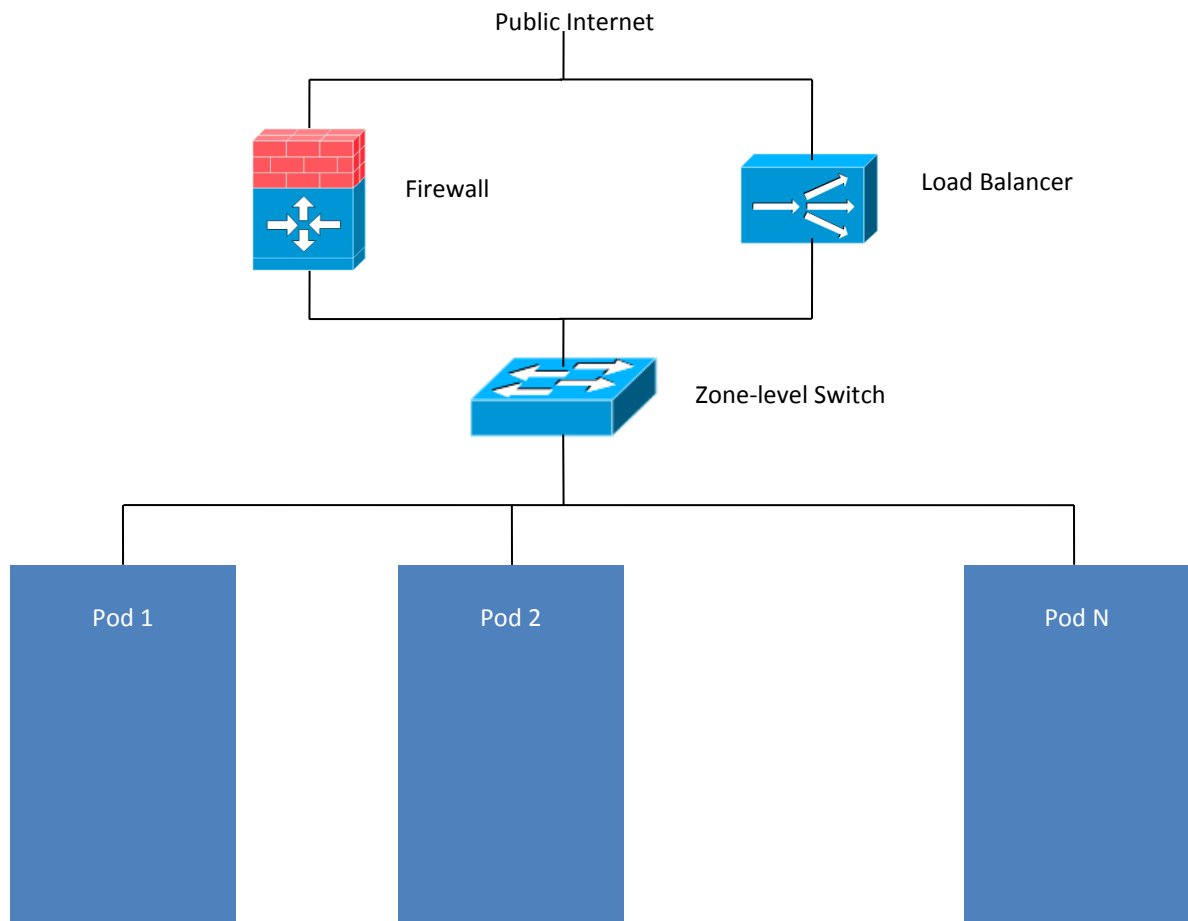 Public Internet
Firewall
Load Balancer
Zone-level Switch
Pod 1
Pod 2
Pod N